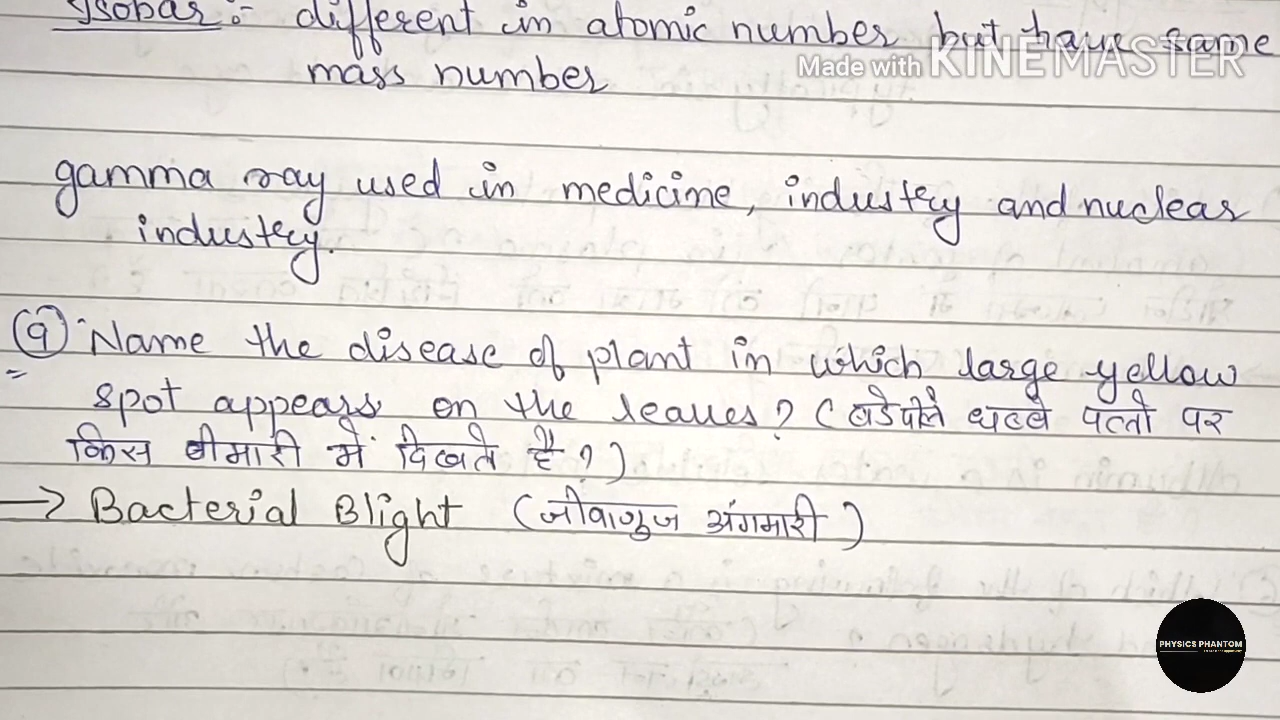 Isobar :- different in atomic number but have same
mass number
Made with KINEMASTER
gamma ray used in medicine, industry and nuclear
industry.
9 Name the disease of plant in which large yellow
spot appears on the leaves? (बडे पीले धब्बे पत्तो पर
किस बीमारी में दिखते है?)
→ Bacterial Blight (जीवाणुज अंगमारी)
PHYSICS PHANTOM